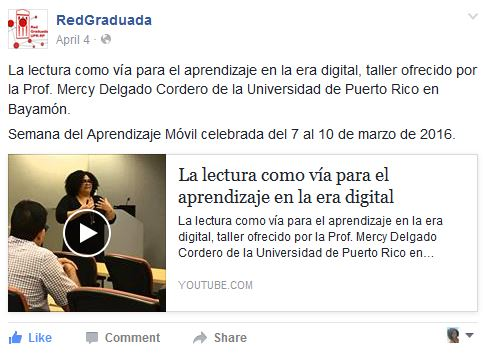 RedGraduada
April 4
Red
Graduada
UPR-RP
La lectura como vía para el aprendizaje en la era digital, taller ofrecido por
la Prof. Mercy Delgado Cordero de la Universidad de Puerto Rico en
Bayamón.
Semana del Aprendizaje Móvil celebrada del 7 al 10 de marzo de 2016.
La lectura como vía para el
aprendizaje en la era digital
La lectura como vía para el aprendizaje en la era
digital, taller ofrecido por la Prof. Mercy Delgado
Cordero de la Universidad de Puerto Rico en...
YOUTUBE.COM
Like Comment Share